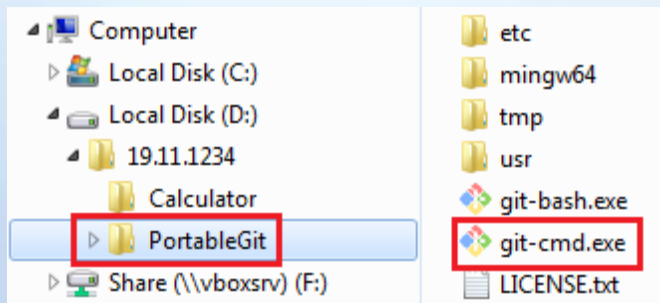 Computer
Local Disk (C:)
Local Disk (D:)
19.11.1234
Calculator
PortableGit
Share (\\vboxsrv) (F:)
etc
mingw64
tmp
usr
git-bash.exe
git-cmd.exe
LICENSE.txt